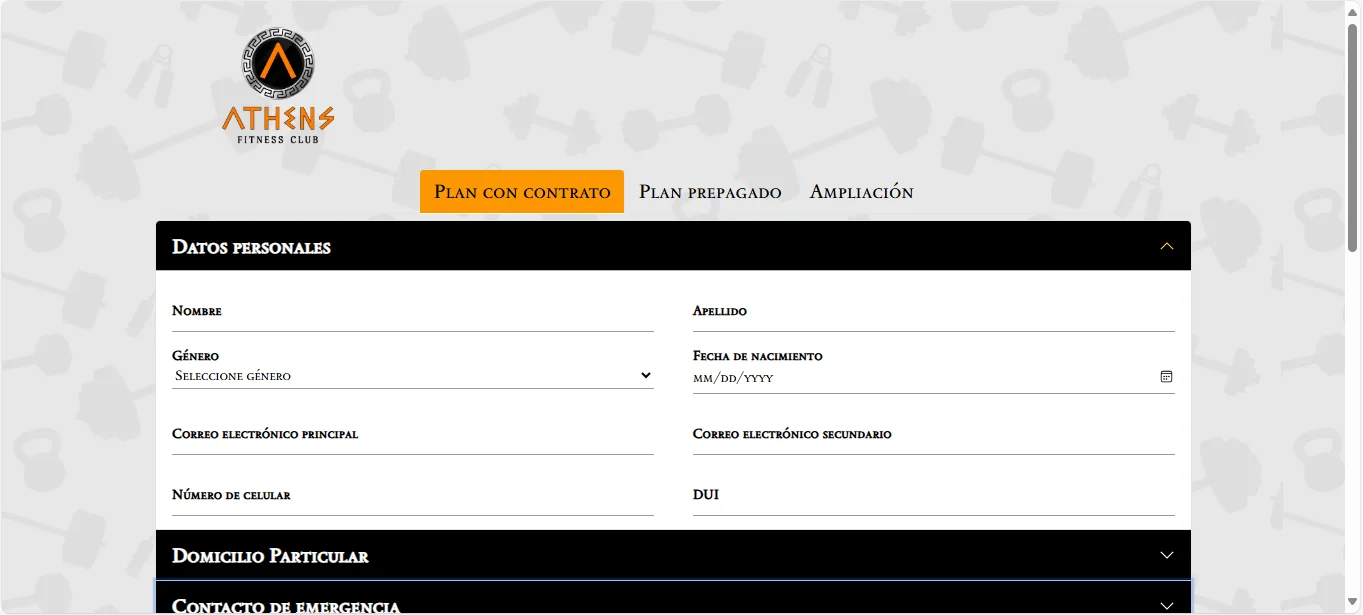 ATHENS
FITNESS CLUB
Plan con contrato Plan prepagado Ampliación
Datos personales
Nombre Apellido
Género Fecha de nacimiento
Seleccione género mm/dd/yyyy
Correo electrónico principal Correo electrónico secundario
Número de celular DUI
Domicilio Particular
Contacto de emergencia